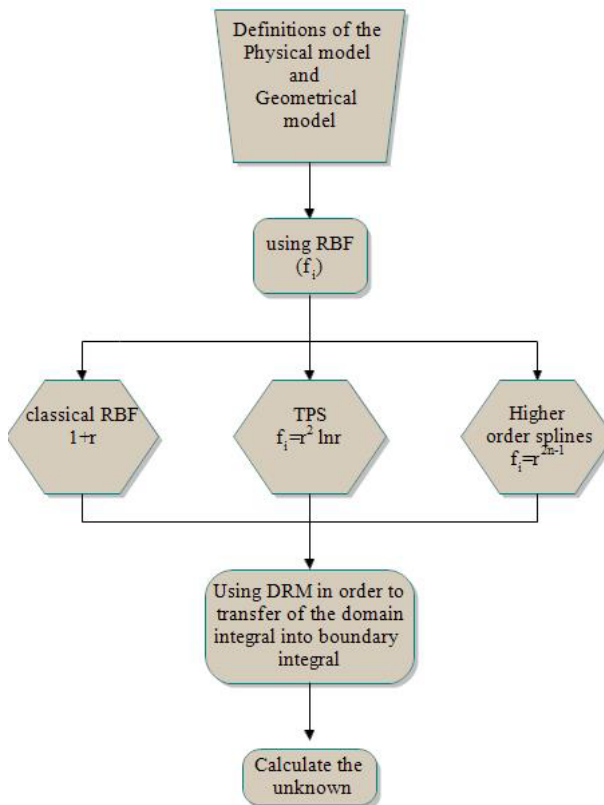 Definitions of the
Physical model
and
Geometrical
model
using RBF
(fᵢ)
classical RBF
1+r
TPS
fᵢ=r² lnr
Higher
order splines
fᵢ=r²ⁿ⁻¹
Using DRM in order to
transfer of the domain
integral into boundary
integral
Calculate the
unknown